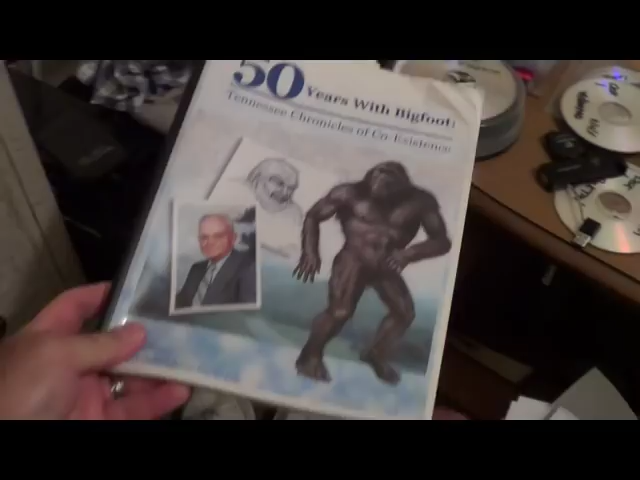 50 Years With Bigfoot:
Tennessee Chronicles of Co-Existence